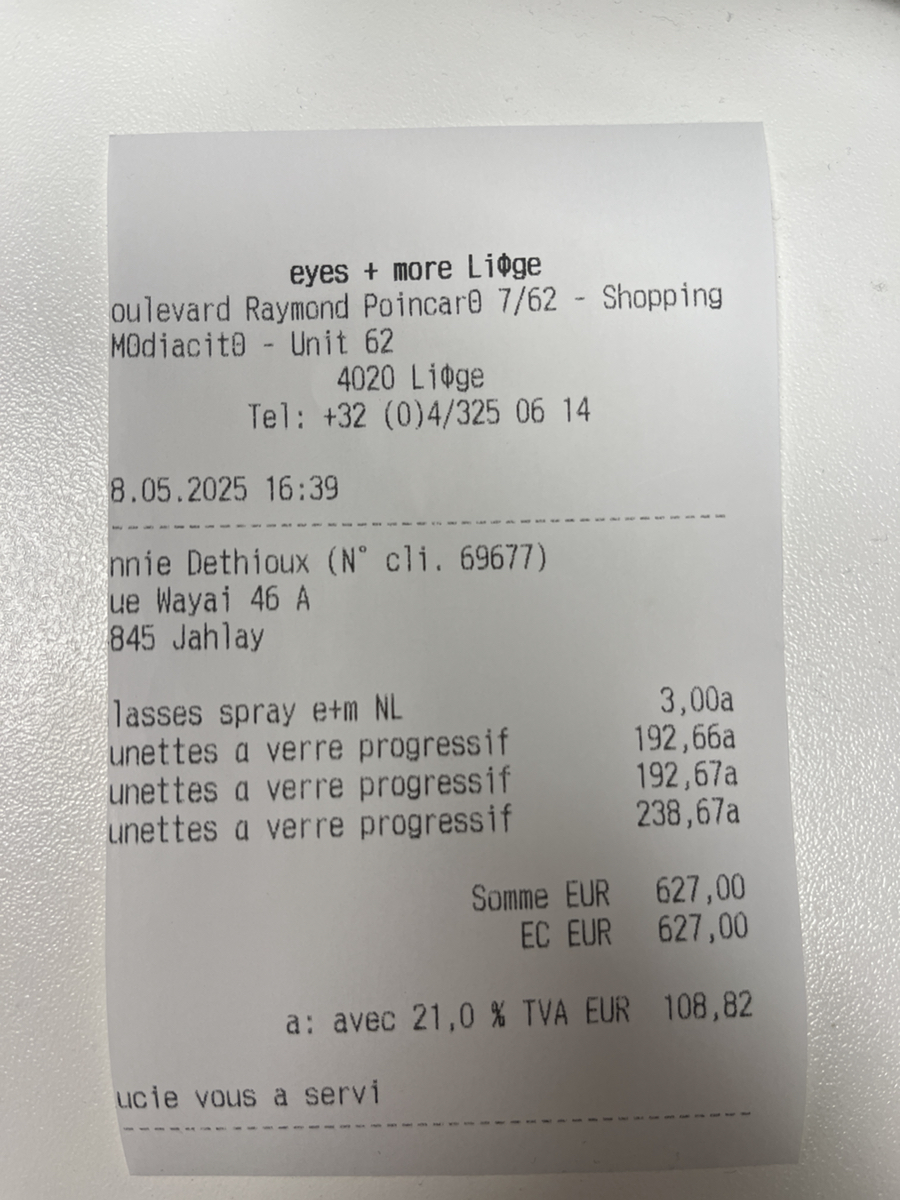 eyes + more LiΦge
oulevard Raymond Poincar0 7/62 - Shopping
M0diacit0 - Unit 62
4020 LiΦge
Tel: +32 (0)4/325 06 14
8.05.2025 16:39
nnie Dethioux (N° cli. 69677)
ue Wayai 46 A
845 Jahlay
lasses spray e+m NL 3,00a
unettes a verre progressif 192,66a
unettes a verre progressif 192,67a
unettes a verre progressif 238,67a
Somme EUR 627,00
EC EUR 627,00
a: avec 21,0 % TVA EUR 108,82
ucie vous a servi